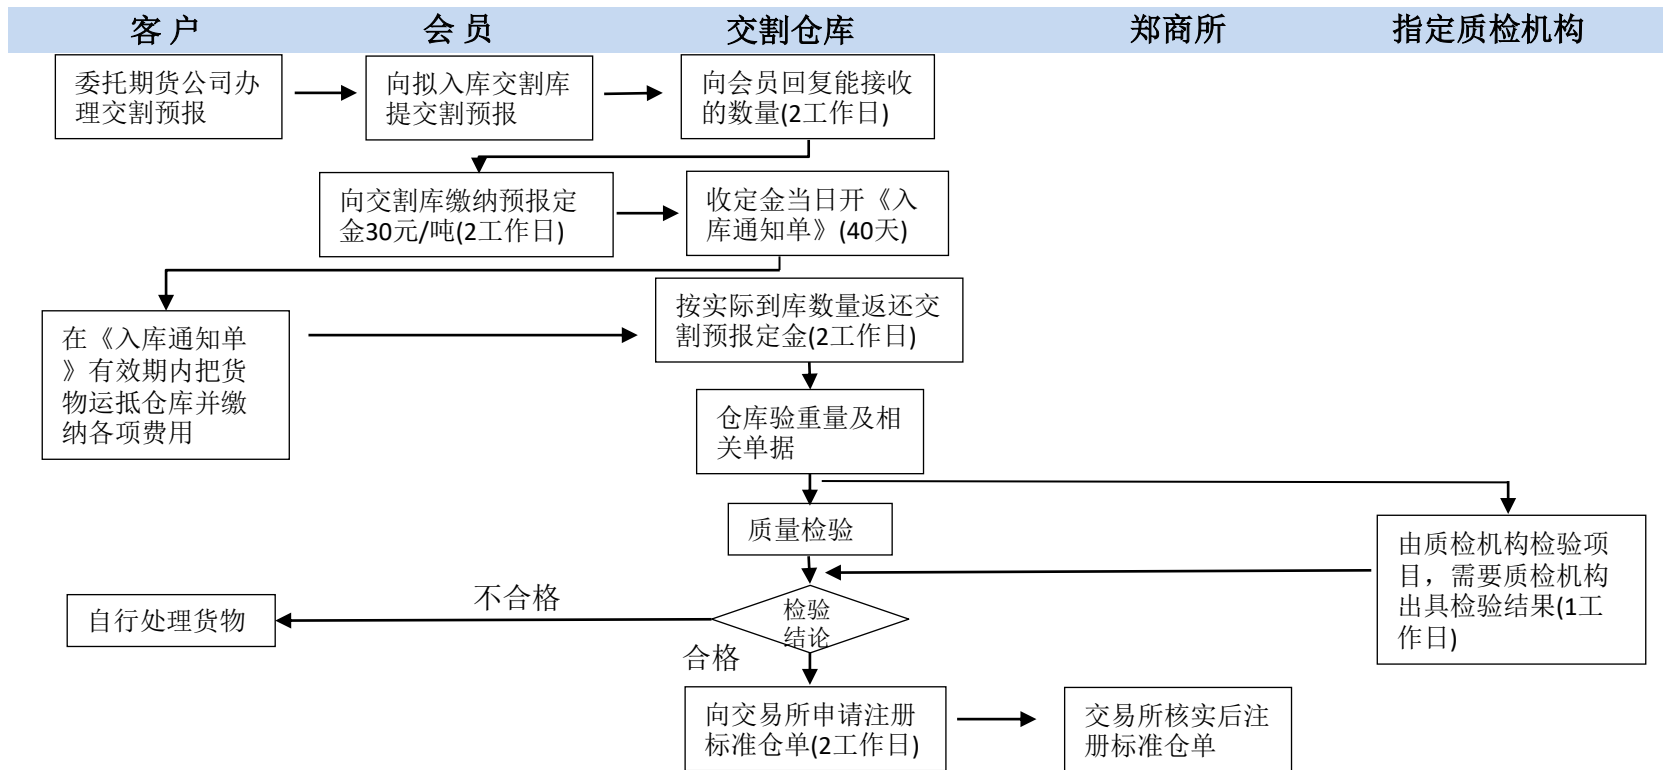 客 户
会 员
交割仓库
郑商所
指定质检机构
委托期货公司办
理交割预报
向拟入库交割库
提交割预报
向会员回复能接收
的数量(2工作日)
向交割库缴纳预报定
金30元/吨(2工作日)
收定金当日开《入
库通知单》(40天)
在《入库通知单
》有效期内把货
物运抵仓库并缴
纳各项费用
按实际到库数量返还交
割预报定金(2工作日)
仓库验重量及相
关单据
质量检验
由质检机构检验项
目，需要质检机构
出具检验结果(1工
作日)
检验
结论
不合格
自行处理货物
合格
向交易所申请注册
标准仓单(2工作日)
交易所核实后注
册标准仓单